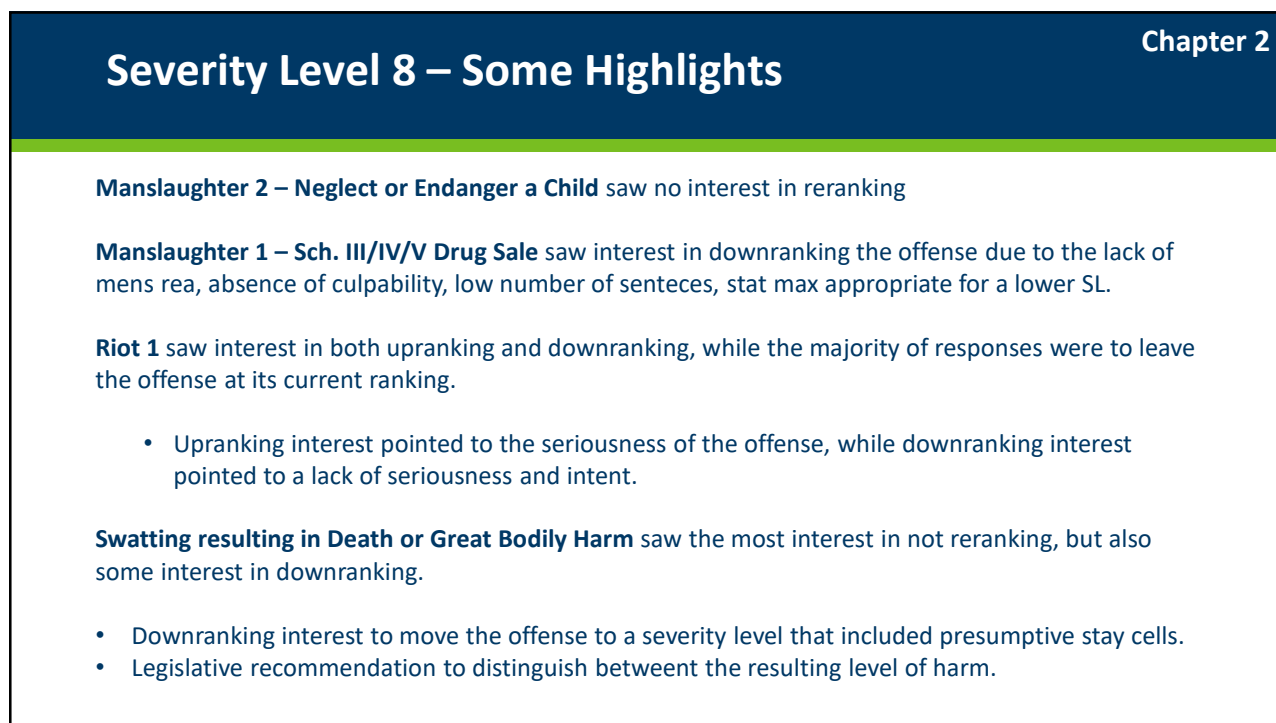 Chapter 2
Severity Level 8 – Some Highlights
Manslaughter 2 – Neglect or Endanger a Child saw no interest in reranking
Manslaughter 1 – Sch. III/IV/V Drug Sale saw interest in downranking the offense due to the lack of
mens rea, absence of culpability, low number of senteces, stat max appropriate for a lower SL.
Riot 1 saw interest in both upranking and downranking, while the majority of responses were to leave
the offense at its current ranking.
• Upranking interest pointed to the seriousness of the offense, while downranking interest
pointed to a lack of seriousness and intent.
Swatting resulting in Death or Great Bodily Harm saw the most interest in not reranking, but also
some interest in downranking.
• Downranking interest to move the offense to a severity level that included presumptive stay cells.
• Legislative recommendation to distinguish betweent the resulting level of harm.